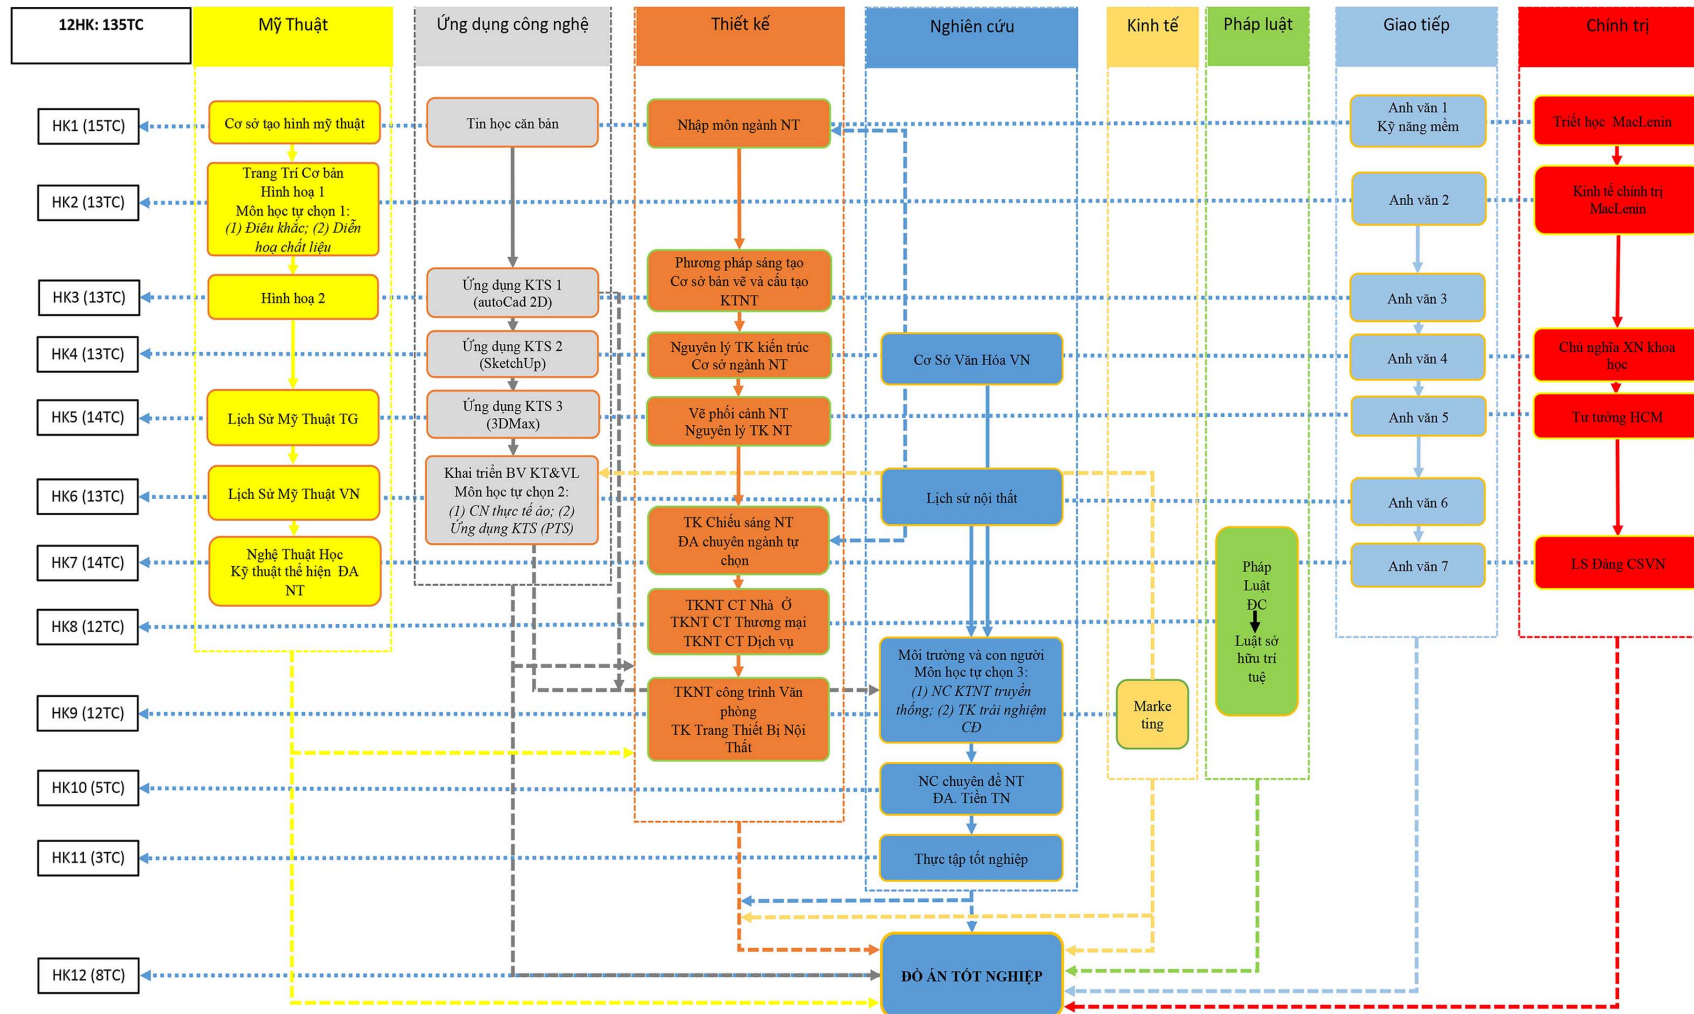 12HK: 135TC
Mỹ Thuật
Ứng dụng công nghệ
Thiết kế
Nghiên cứu
Kinh tế
Pháp luật
Giao tiếp
Chính trị
HK1 (15TC)
Cơ sở tạo hình mỹ thuật
Tin học căn bản
Nhập môn ngành NT
Anh văn 1
Kỹ năng mềm
Triết học MacLenin
HK2 (13TC)
Trang Trí Cơ bản
Hình hoạ 1
Môn học tự chọn 1:
(1) Điêu khắc; (2) Diễn
hoạ chất liệu
Anh văn 2
Kinh tế chính trị
MacLenin
HK3 (13TC)
Hình hoạ 2
Ứng dụng KTS 1
(autoCad 2D)
Phương pháp sáng tạo
Cơ sở bản vẽ và cấu tạo
KTNT
Anh văn 3
HK4 (13TC)
Ứng dụng KTS 2
(SketchUp)
Nguyên lý TK kiến trúc
Cơ sở ngành NT
Cơ Sở Văn Hóa VN
Anh văn 4
Chủ nghĩa XN khoa
học
HK5 (14TC)
Lịch Sử Mỹ Thuật TG
Ứng dụng KTS 3
(3DMax)
Vẽ phối cảnh NT
Nguyên lý TK NT
Anh văn 5
Tư tưởng HCM
HK6 (13TC)
Lịch Sử Mỹ Thuật VN
Khai triển BV KT&VL
Môn học tự chọn 2:
(1) CN thực tế ảo; (2)
Ứng dụng KTS (PTS)
Lịch sử nội thất
Anh văn 6
HK7 (14TC)
Nghệ Thuật Học
Kỹ thuật thể hiện ĐA
NT
TK Chiếu sáng NT
ĐA chuyên ngành tự
chọn
Pháp
Luật
ĐC
Luật sở
hữu trí
tuệ
Anh văn 7
LS Đảng CSVN
HK8 (12TC)
TKNT CT Nhà Ở
TKNT CT Thương mại
TKNT CT Dịch vụ
HK9 (12TC)
TKNT công trình Văn
phòng
TK Trang Thiết Bị Nội
Thất
Môi trường và con người
Môn học tự chọn 3:
(1) NC KTNT truyền
thống; (2) TK trải nghiệm
CĐ
Marke
ting
HK10 (5TC)
NC chuyên đề NT
ĐA. Tiền TN
HK11 (3TC)
Thực tập tốt nghiệp
HK12 (8TC)
ĐỒ ÁN TỐT NGHIỆP